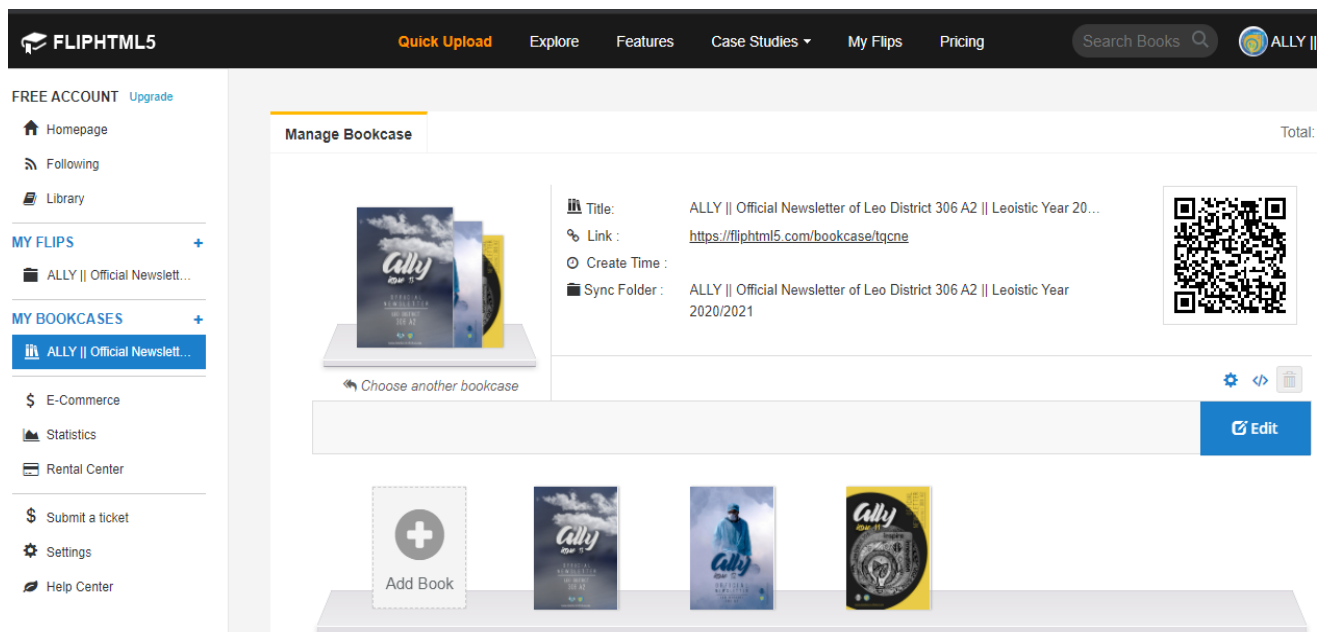 FLIPHTML5
Quick Upload Explore Features Case Studies My Flips Pricing Search Books ALLY ||
FREE ACCOUNT Upgrade
Homepage
Following
Library
MY FLIPS +
ALLY || Official Newslett...
MY BOOKCASES +
ALLY || Official Newslett...
$ E-Commerce
Statistics
Rental Center
$ Submit a ticket
Settings
Help Center
Manage Bookcase
Total:
ally
Choose another bookcase
Title: ALLY || Official Newsletter of Leo District 306 A2 || Leoistic Year 20...
Link : https://fliphtml5.com/bookcase/tqcne
Create Time :
Sync Folder : ALLY || Official Newsletter of Leo District 306 A2 || Leoistic Year
2020/2021
</> 
Edit
Add Book
ally
ally
ally